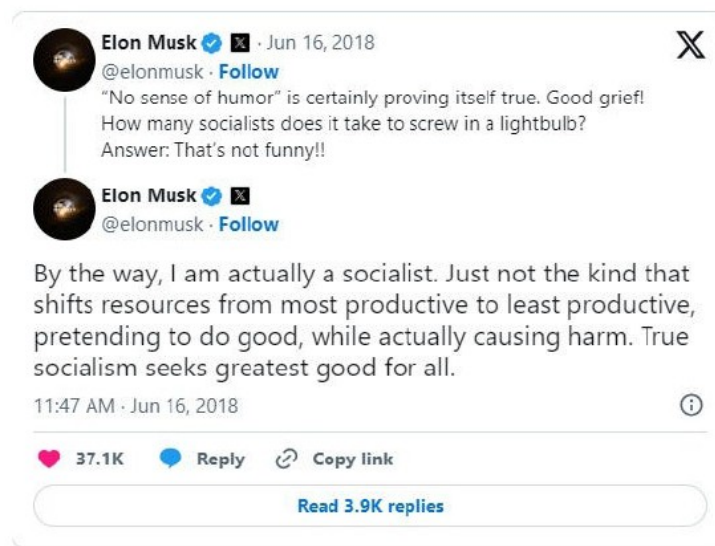 Elon Musk · Jun 16, 2018
@elonmusk · Follow
“No sense of humor” is certainly proving itself true. Good grief!
How many socialists does it take to screw in a lightbulb?
Answer: That’s not funny!!
Elon Musk
@elonmusk · Follow
By the way, I am actually a socialist. Just not the kind that
shifts resources from most productive to least productive,
pretending to do good, while actually causing harm. True
socialism seeks greatest good for all.
11:47 AM · Jun 16, 2018
37.1K Reply Copy link
Read 3.9K replies